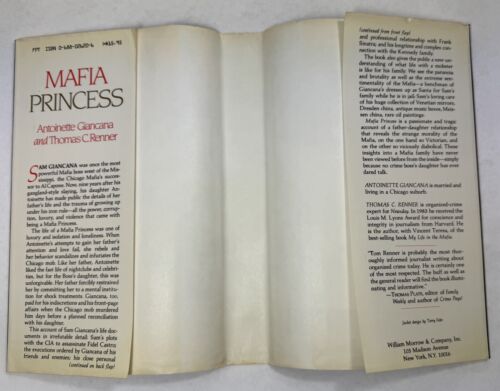 FPT ISBN 0-688-03620-6 >>$15.95
MAFIA
PRINCESS
Antoinette Giancana
and Thomas C. Renner
SAM GIANCANA was once the most
powerful Mafia boss west of the Mis-
sissippi, the Chicago Mafia's succes-
sor to Al Capone. Now, nine years after his
gangland-style slaying, his daughter An-
toinette has made public the details of her
father's life and the trauma of growing up
under his iron rule—all the power, corrup-
tion, luxury, and violence that came with
being a Mafia Princess.
The life of a Mafia Princess was one of
luxury and isolation and loneliness. When
Antoinette's attempts to gain her father's
attention and love fail, she rebels and
her behavior scandalizes and infuriates the
Chicago mob. Like her father, Antoinette
liked the fast life of nightclubs and celebri-
ties, but for the Boss's daughter, this was
unforgivable. Her father forcibly restrained
her by committing her to a mental institu-
tion for shock treatments. Giancana, too,
paid for his indiscretions and his front-page
affairs when the Chicago mob murdered
him days before a planned reconciliation
with his daughter.
This account of Sam Giancana's life docu-
ments in irrefutable detail: Sam's plots
with the CIA to assassinate Fidel Castro;
the executions ordered by Giancana of his
friends and enemies; his close personal
(continued on back flap)
(continued from front flap)
and professional relationship with Frank
Sinatra; and his longtime and complex con-
nection with the Kennedy family.
The book also gives the public a new un-
derstanding of what life with a mobster
is like for his family. We see the paranoia
and brutality as well as the extreme sen-
timentality of the Mafia—a henchman of
Giancana's dresses up as Santa for Sam's
family while he is in jail; Sam's loving care
of his huge collection of Venetian mirrors,
Dresden china, antique music boxes, Meis-
sen china, rare oil paintings.
Mafia Princess is a passionate and tragic
account of a father-daughter relationship
that reveals the strange morality of the
Mafia, on the one hand so Victorian, and
on the other so viciously diabolical. These
insights into a Mafia family have never
been viewed before from the inside—simply
because no crime boss's daughter has ever
dared talk.
ANTOINETTE GIANCANA is married and
living in a Chicago suburb.
THOMAS C. RENNER is organized-crime
expert for Newsday. In 1983 he received the
Louis M. Lyons Award for conscience and
integrity in journalism from Harvard. He is
the author, with Vincent Teresa, of the
best-selling book My Life in the Mafia.
"Tom Renner is probably the most thor-
oughly informed journalist writing about
organized crime today. He is certainly one
of the most respected. The buff as well as
the general reader will find the book illumi-
nating and informative."
—THOMAS PLATE, editor of Family
Weekly and author of Crime Pays!
Jacket design by Terry Fehr
William Morrow & Company, Inc.
105 Madison Avenue
New York, N.Y. 10016